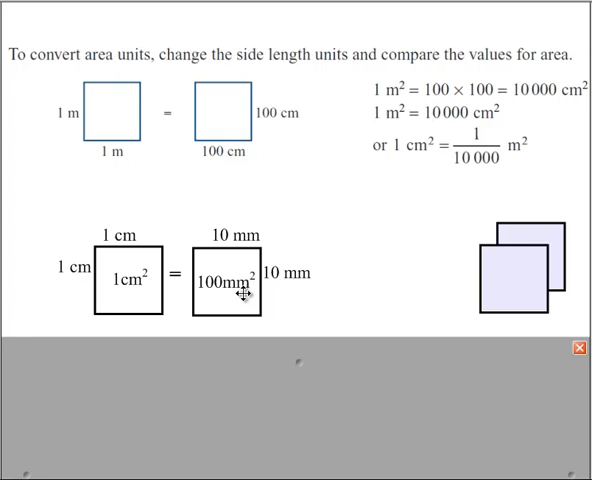 To convert area units, change the side length units and compare the values for area.
1 m = 100 cm
1 m 100 cm
1 m² = 100 × 100 = 10 000 cm²
1 m² = 10 000 cm²
or 1 cm² = 1/10 000 m²
1 cm 10 mm
1 cm 1cm² = 100mm² 10 mm